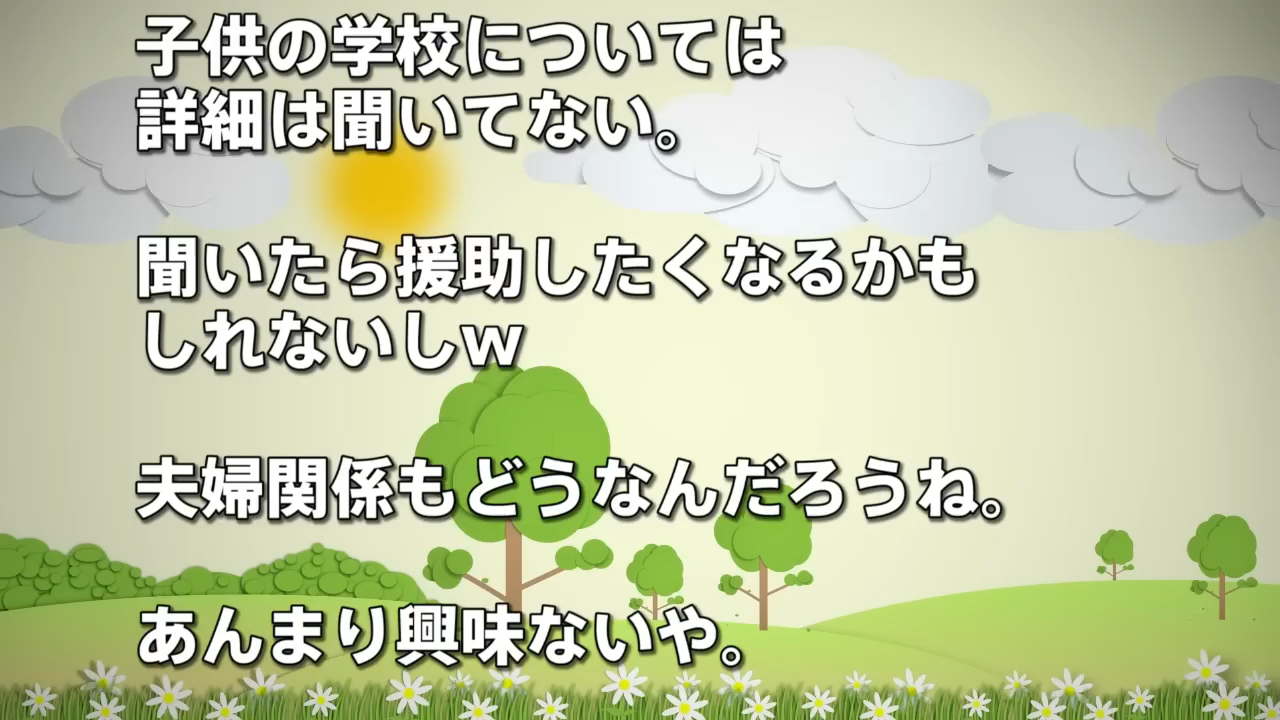 子供の学校については
詳細は聞いてない。
聞いたら援助したくなるかも
しれないしｗ
夫婦関係もどうなんだろうね。
あんまり興味ないや。